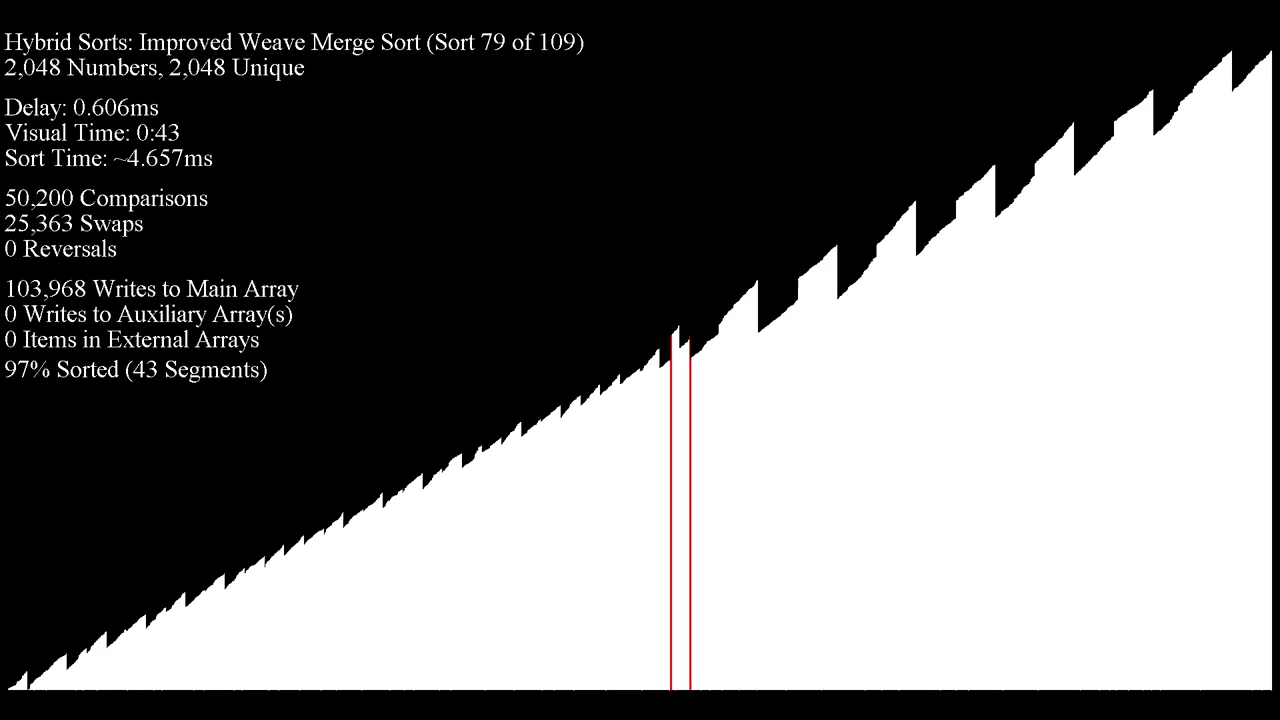 Hybrid Sorts: Improved Weave Merge Sort (Sort 79 of 109)
2,048 Numbers, 2,048 Unique
Delay: 0.606ms
Visual Time: 0:43
Sort Time: ~4.657ms
50,200 Comparisons
25,363 Swaps
0 Reversals
103,968 Writes to Main Array
0 Writes to Auxiliary Array(s)
0 Items in External Arrays
97% Sorted (43 Segments)